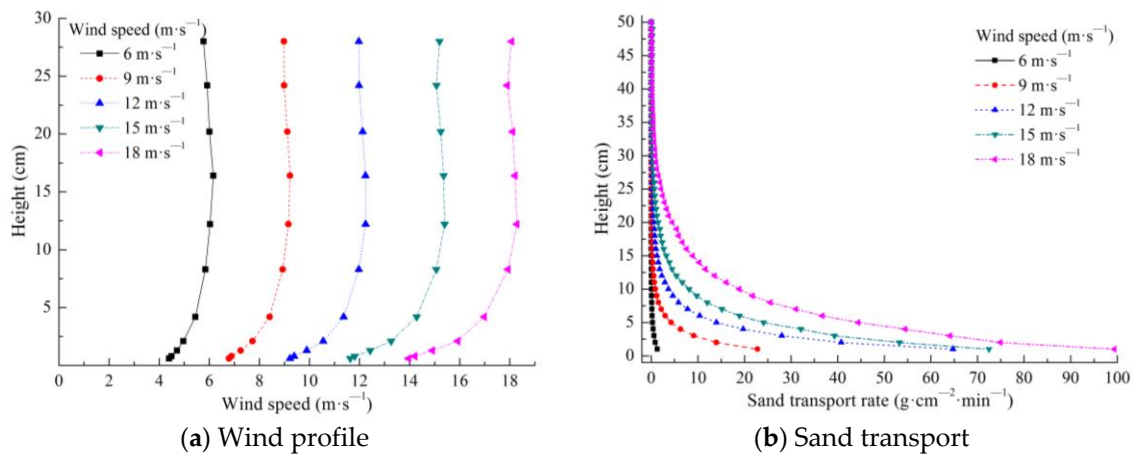 Wind speed (m·s⁻¹)
6 m·s⁻¹
9 m·s⁻¹
12 m·s⁻¹
15 m·s⁻¹
18 m·s⁻¹
Height (cm)
30
25
20
15
10
5
0 2 4 6 8 10 12 14 16 18
Wind speed (m·s⁻¹)
(a) Wind profile
Wind speed (m·s⁻¹)
6 m·s⁻¹
9 m·s⁻¹
12 m·s⁻¹
15 m·s⁻¹
18 m·s⁻¹
Height (cm)
50
45
40
35
30
25
20
15
10
5
0
0 10 20 30 40 50 60 70 80 90 100
Sand transport rate (g·cm⁻²·min⁻¹)
(b) Sand transport